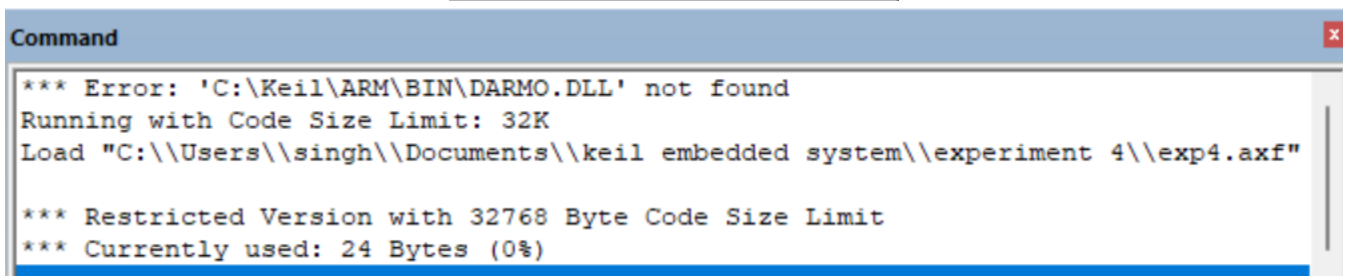 Command
*** Error: 'C:\Keil\ARM\BIN\DARMO.DLL' not found
Running with Code Size Limit: 32K
Load "C:\\Users\\singh\\Documents\\keil embedded system\\experiment 4\\exp4.axf"
*** Restricted Version with 32768 Byte Code Size Limit
*** Currently used: 24 Bytes (0%)